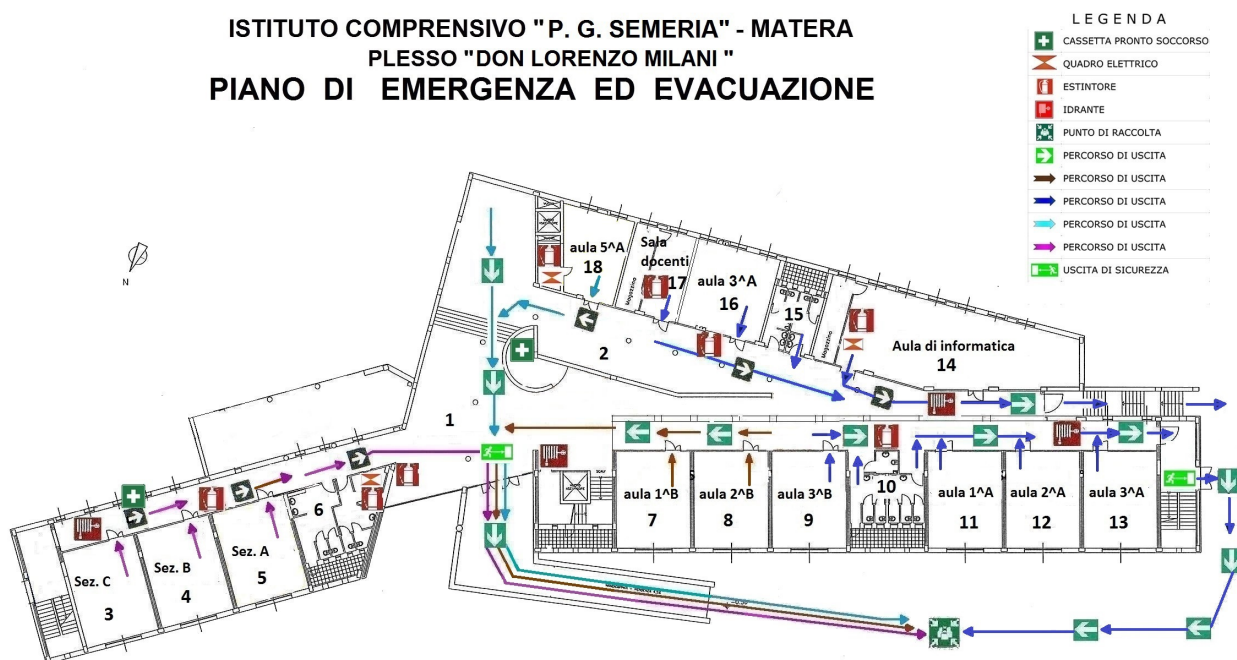 ISTITUTO COMPRENSIVO "P. G. SEMERIA" - MATERA
PLESSO "DON LORENZO MILANI "
PIANO DI EMERGENZA ED EVACUAZIONE
LEGENDA
CASSETTA PRONTO SOCCORSO
QUADRO ELETTRICO
ESTINTORE
IDRANTE
PUNTO DI RACCOLTA
PERCORSO DI USCITA
PERCORSO DI USCITA
PERCORSO DI USCITA
PERCORSO DI USCITA
PERCORSO DI USCITA
USCITA DI SICUREZZA
N
aula 5^A
18
Sala
docenti
17
Magazzino
aula 3^A
16
15
Magazzino
Aula di informatica
14
2
1
6
Sez. A
5
Sez. B
4
Sez. C
3
aula 1^B
7
aula 2^B
8
aula 3^B
9
10
aula 1^A
11
aula 2^A
12
aula 3^A
13